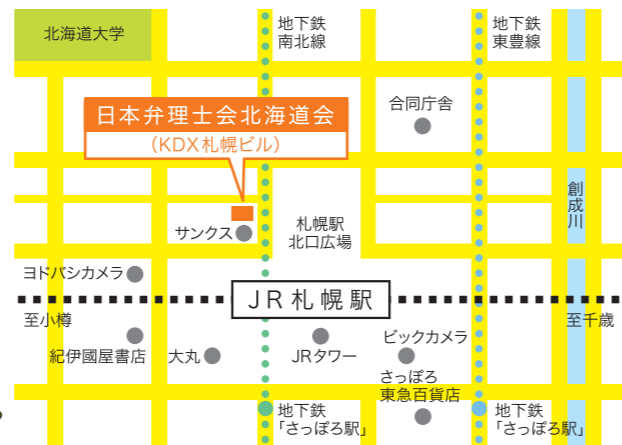 北海道大学
地下鉄
南北線
地下鉄
東豊線
合同庁舎
日本弁理士会北海道会
（KDX札幌ビル）
創成川
サンクス
札幌駅
北口広場
ヨドバシカメラ
JR札幌駅
至小樽
至千歳
紀伊國屋書店
大丸
JRタワー
ビックカメラ
さっぽろ
東急百貨店
地下鉄
「さっぽろ駅」
地下鉄
「さっぽろ駅」